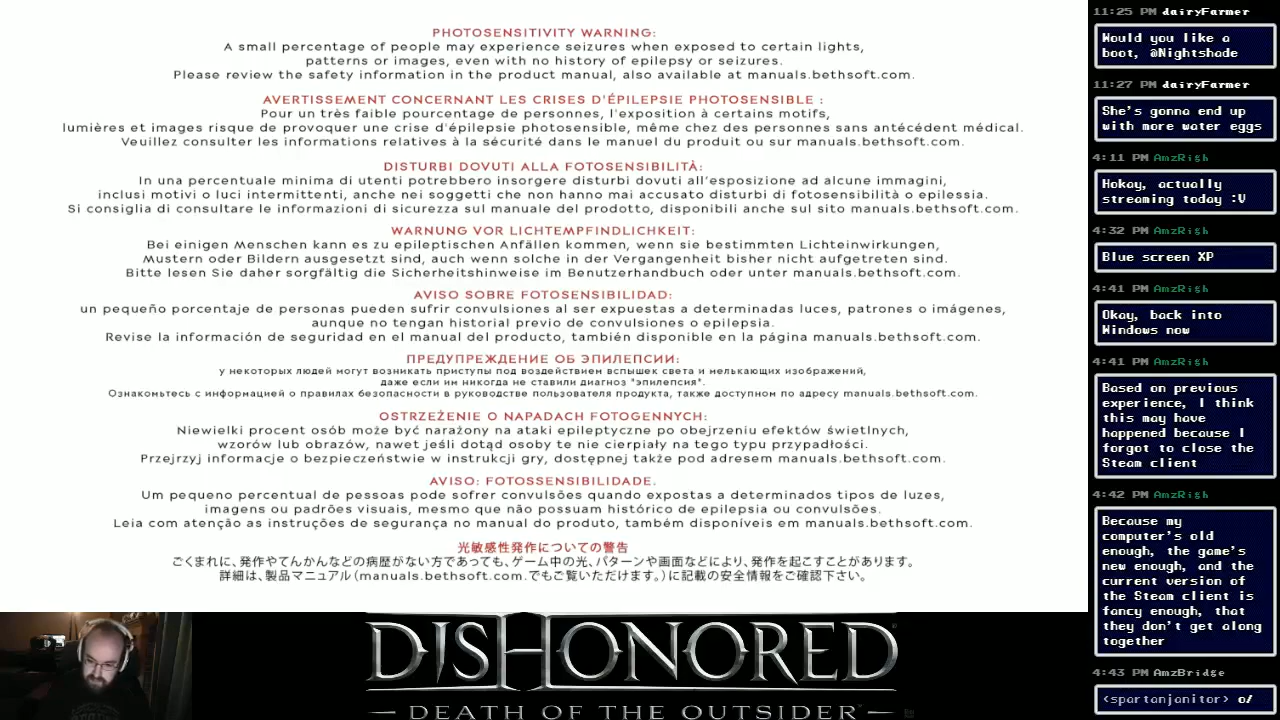 PHOTOSENSITIVITY WARNING:
A small percentage of people may experience seizures when exposed to certain lights,
patterns or images, even with no history of epilepsy or seizures.
Please review the safety information in the product manual, also available at manuals.bethsoft.com.
AVERTISSEMENT CONCERNANT LES CRISES D'ÉPILEPSIE PHOTOSENSIBLE :
Pour un très faible pourcentage de personnes, l'exposition à certains motifs,
lumières et images risque de provoquer une crise d'épilepsie photosensible, même chez des personnes sans antécédent médical.
Veuillez consulter les informations relatives à la sécurité dans le manuel du produit ou sur manuals.bethsoft.com.
DISTURBI DOVUTI ALLA FOTOSENSIBILITÀ:
In una percentuale minima di utenti potrebbero insorgere disturbi dovuti all'esposizione ad alcune immagini,
inclusi motivi o luci intermittenti, anche nei soggetti che non hanno mai accusato disturbi di fotosensibilità o epilessia.
Si consiglia di consultare le informazioni di sicurezza sul manuale del prodotto, disponibili anche sul sito manuals.bethsoft.com.
WARNUNG VOR LICHTEMPFINDLICHKEIT:
Bei einigen Menschen kann es zu epileptischen Anfällen kommen, wenn sie bestimmten Lichteinwirkungen,
Mustern oder Bildern ausgesetzt sind, auch wenn solche in der Vergangenheit bisher nicht aufgetreten sind.
Bitte lesen Sie daher sorgfältig die Sicherheitshinweise im Benutzerhandbuch oder unter manuals.bethsoft.com.
AVISO SOBRE FOTOSENSIBILIDAD:
un pequeño porcentaje de personas pueden sufrir convulsiones al ser expuestas a determinadas luces, patrones o imágenes,
aunque no tengan historial previo de convulsiones o epilepsia.
Revise la información de seguridad en el manual del producto, también disponible en la página manuals.bethsoft.com.
ПРЕДУПРЕЖДЕНИЕ ОБ ЭПИЛЕПСИИ:
у некоторых людей могут возникать приступы под воздействием вспышек света и мелькающих изображений,
даже если им никогда не ставили диагноз "эпилепсия".
Ознакомьтесь с информацией о правилах безопасности в руководстве пользователя продукта, также доступном по адресу manuals.bethsoft.com.
OSTRZEŻENIE O NAPADACH FOTOGENNYCH:
Niewielki procent osób może być narażony na ataki epileptyczne po obejrzeniu efektów świetlnych,
wzorów lub obrazów, nawet jeśli dotąd osoby te nie cierpiały na tego typu przypadłości.
Przejrzyj informacje o bezpieczeństwie w instrukcji gry, dostępnej także pod adresem manuals.bethsoft.com.
AVISO: FOTOSSENSIBILIDADE.
Um pequeno percentual de pessoas pode sofrer convulsões quando expostas a determinados tipos de luzes,
imagens ou padrões visuais, mesmo que não possuam histórico de epilepsia ou convulsões.
Leia com atenção as instruções de segurança no manual do produto, também disponíveis em manuals.bethsoft.com.
光敏感性発作についての警告
ごくまれに、発作やてんかんなどの病歴がない方であっても、ゲーム中の光、パターンや画面などにより、発作を起こすことがあります。
詳細は、製品マニュアル（manuals.bethsoft.com.でもご覧いただけます。）に記載の安全情報をご確認下さい。
DISHONORED
DEATH OF THE OUTSIDER
11:25 PM dairyFarmer
Would you like a
boot, @Nightshade
11:27 PM dairyFarmer
She's gonna end up
with more water eggs
4:11 PM AmzRigh
Hokay, actually
streaming today :V
4:32 PM AmzRigh
Blue screen XP
4:41 PM AmzRigh
Okay, back into
Windows now
4:41 PM AmzRigh
Based on previous
experience, I think
this may have
happened because I
forgot to close the
Steam client
4:42 PM AmzRigh
Because my
computer's old
enough, the game's
new enough, and the
current version of
the Steam client is
fancy enough, that
they don't get along
together
4:43 PM AmzBridge
<spartanjanitor> o/